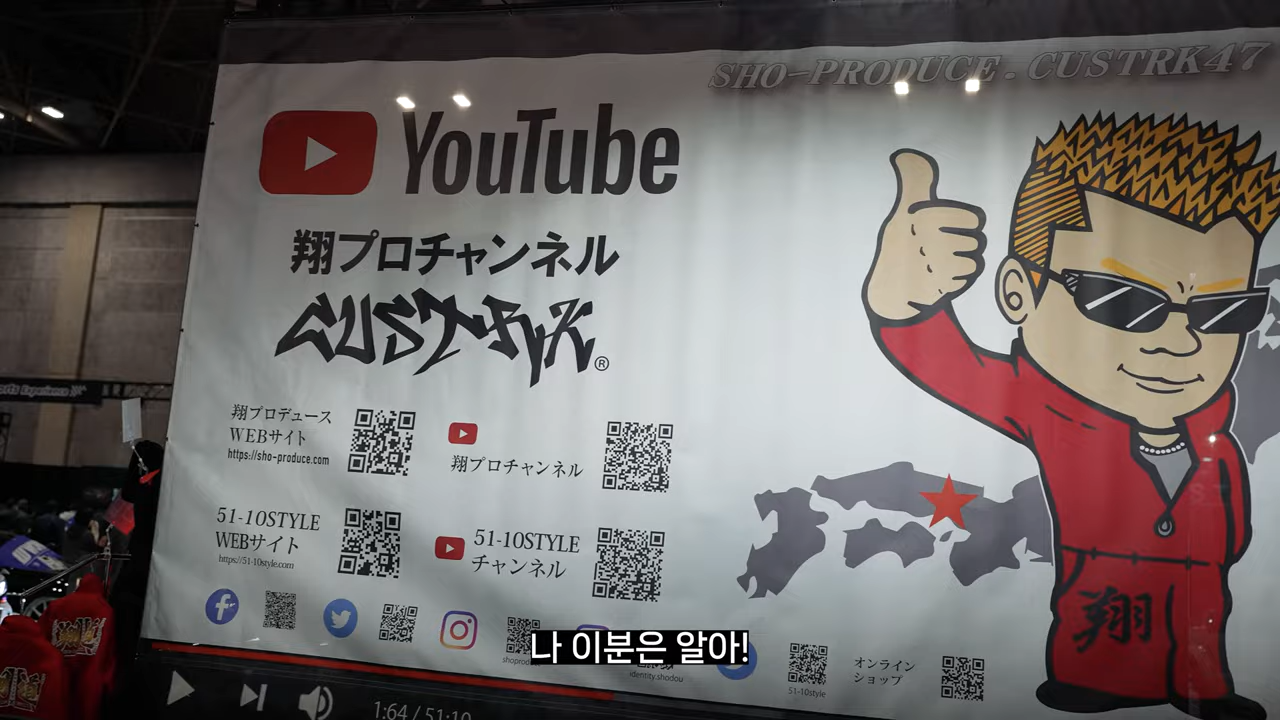 SHO-PRODUCE . CUSTRK47
YouTube
翔プロチャンネル
CUSTRK®
翔プロデュース
WEBサイト
https://sho-produce.com
翔プロチャンネル
51-10STYLE
WEBサイト
https://51-10style.com
51-10STYLE
チャンネル
翔
나 이분은 알아!
identity.shodou
51-10style
オンライン
ショップ
1:64 / 51:10